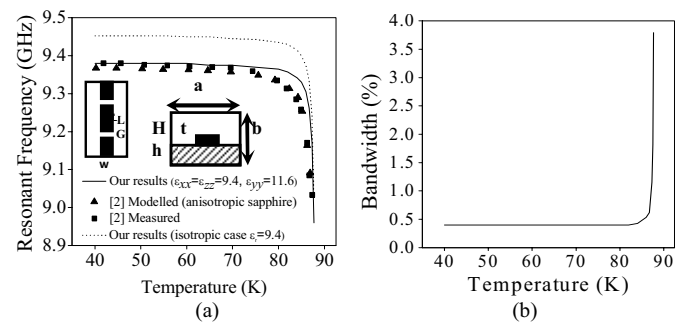 9.5
9.4
9.3
9.2
9.1
9.0
8.9
Resonant Frequency (GHz)
(a)
a
H
t
b
h
L
G
w
Our results (εxx=εzz=9.4, εyy=11.6)
[2] Modelled (anisotropic sapphire)
[2] Measured
Our results (isotropic case εr=9.4)
40 50 60 70 80 90
Temperature (K)
(a)
4.0
3.5
3.0
2.5
2.0
1.5
1.0
0.5
0.0
Bandwidth (%)
(b)
40 50 60 70 80 90
Temperature (K)
(b)